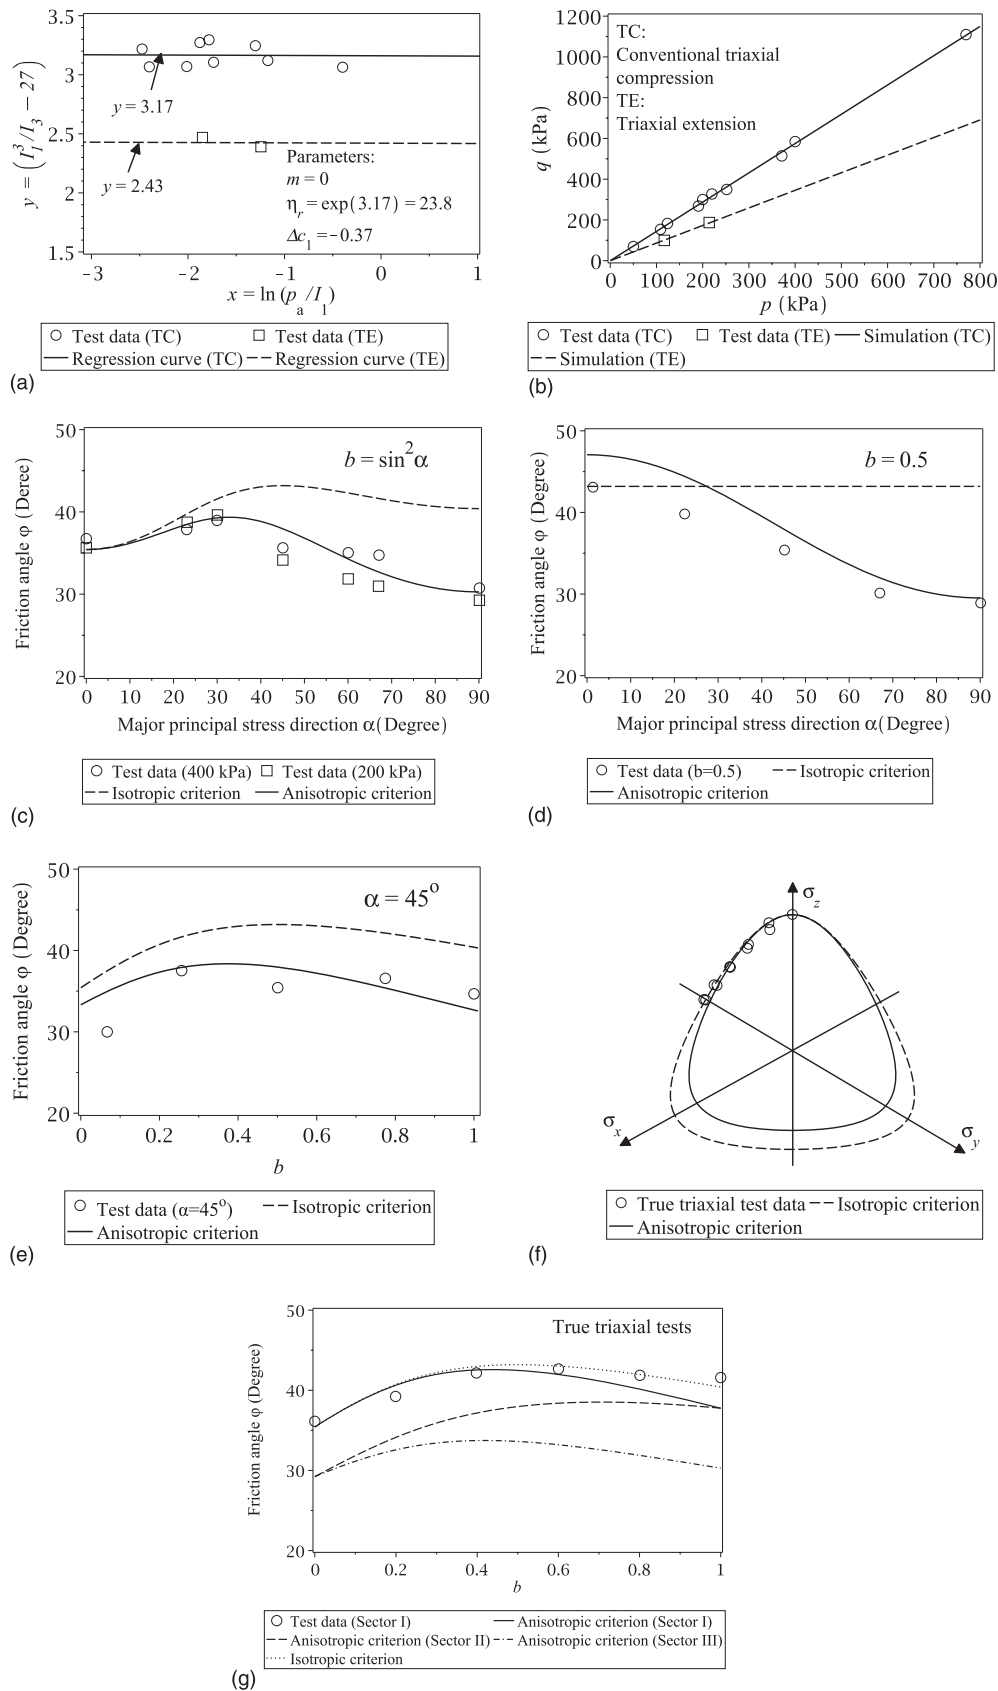 3.5
3
2.5
2
1.5
y = (I₁³/I₃ − 27)
y = 3.17
y = 2.43
Parameters:
m = 0
ηᵣ = exp(3.17) = 23.8
Δc₁ = −0.37
−3 −2 −1 0 1
x = ln(pₐ/I₁)
○ Test data (TC) □ Test data (TE)
Regression curve (TC) Regression curve (TE)
(a)
1200
1000
800
600
400
200
0
q (kPa)
TC:
Conventional triaxial
compression
TE:
Triaxial extension
0 100 200 300 400 500 600 700 800
p (kPa)
○ Test data (TC) □ Test data (TE) Simulation (TC)
Simulation (TE)
(b)
50
40
30
20
Friction angle φ (Deree)
b = sin²α
0 10 20 30 40 50 60 70 80 90
Major principal stress direction α(Degree)
○ Test data (400 kPa) □ Test data (200 kPa)
Isotropic criterion Anisotropic criterion
(c)
50
40
30
20
Friction angle φ (Degree)
b = 0.5
0 10 20 30 40 50 60 70 80 90
Major principal stress direction α(Degree)
○ Test data (b=0.5) Isotropic criterion
Anisotropic criterion
(d)
50
40
30
20
Friction angle φ (Degree)
α = 45°
0 0.2 0.4 0.6 0.8 1
b
○ Test data (α=45°) Isotropic criterion
Anisotropic criterion
(e)
σz
σx
σy
○ True triaxial test data Isotropic criterion
Anisotropic criterion
(f)
50
40
30
20
Friction angle φ (Degree)
True triaxial tests
0 0.2 0.4 0.6 0.8 1
b
○ Test data (Sector I) Anisotropic criterion (Sector I)
Anisotropic criterion (Sector II) Anisotropic criterion (Sector III)
Isotropic criterion
(g)